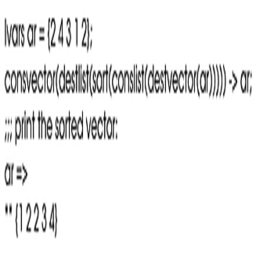 lvars ar = {2 4 3 1 2};
consvector(destlist(sort(conslist(destvector(ar))))) -> ar;
;;; print the sorted vector:
ar =>
** {1 2 2 3 4}